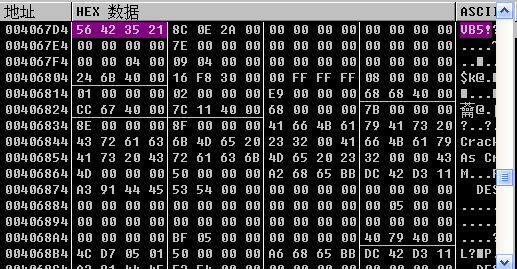 地址 HEX 数据 ASCII
004067D4 56 42 35 21 8C 0E 2A 00 00 00 00 00 00 00 00 00 VB5!?
004067E4 00 00 00 00 7E 00 00 00 00 00 00 00 00 00 00 00 ....
004067F4 00 00 04 00 09 04 00 00 00 00 00 00 00 00 00 00
00406804 24 6B 40 00 16 F8 30 00 00 FF FF FF 08 00 00 00 $k@.
00406814 01 00 00 00 02 00 00 00 E9 00 00 00 68 68 40 00
00406824 CC 67 40 00 7C 11 40 00 68 00 00 00 7B 00 00 00
00406834 8E 00 00 00 8F 00 00 00 41 66 4B 61 79 41 73 20 ?..?.
00406844 43 72 61 63 6B 4D 65 20 23 32 00 41 66 4B 61 79 Crack
00406854 41 73 20 43 72 61 63 6B 4D 65 20 23 32 00 00 43 As Cr
00406864 4D 00 00 00 50 00 00 00 A2 68 65 BB DC 42 D3 11 M...P
00406874 A3 91 44 45 53 54 00 00 00 00 00 00 00 00 00 00 DES
00406884 00 00 00 00 00 00 00 00 00 00 00 00 00 05 00 00 .....
00406894 00 00 00 00 00 00 00 00 00 00 00 00 00 00 00 00 .....
004068A4 00 00 00 00 BF 05 00 00 00 00 00 00 40 79 40 00 ....
004068B4 4C D7 05 01 50 00 00 00 A6 68 65 BB DC 42 D3 11